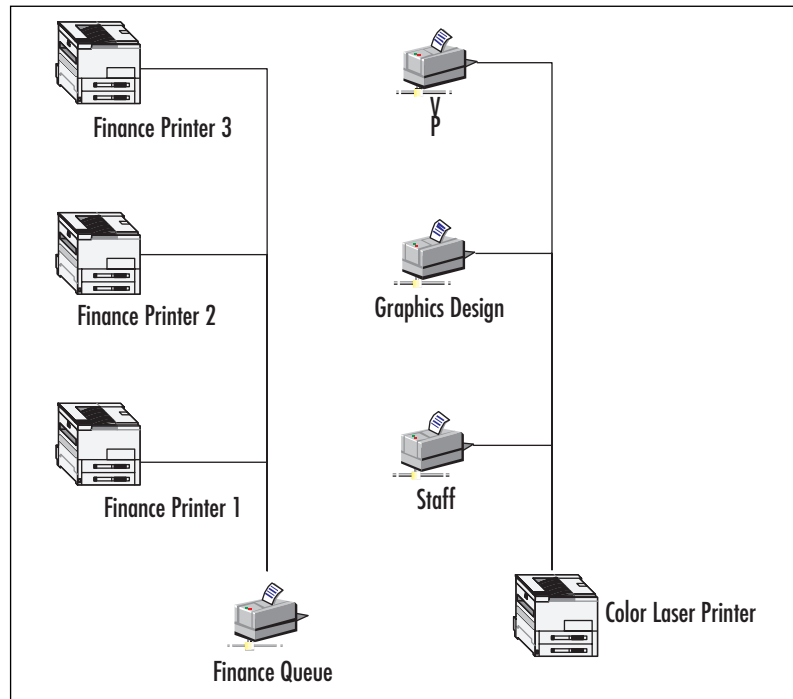 Finance Printer 3
V
P
Finance Printer 2
Graphics Design
Finance Printer 1
Staff
Color Laser Printer
Finance Queue